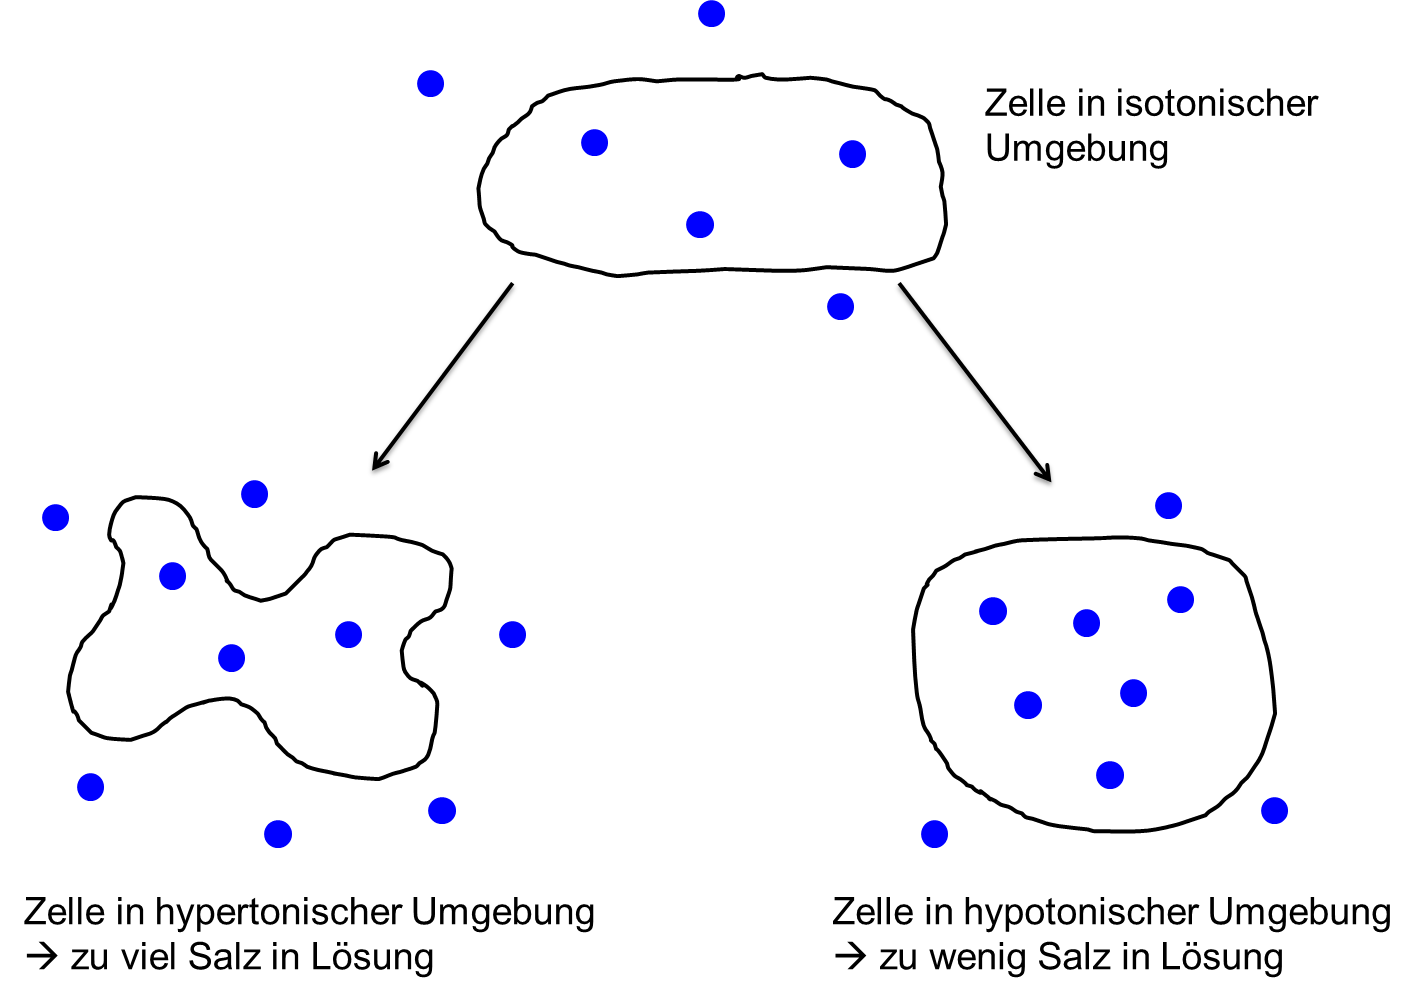 Zelle in isotonischer
Umgebung
Zelle in hypertonischer Umgebung
→ zu viel Salz in Lösung
Zelle in hypotonischer Umgebung
→ zu wenig Salz in Lösung